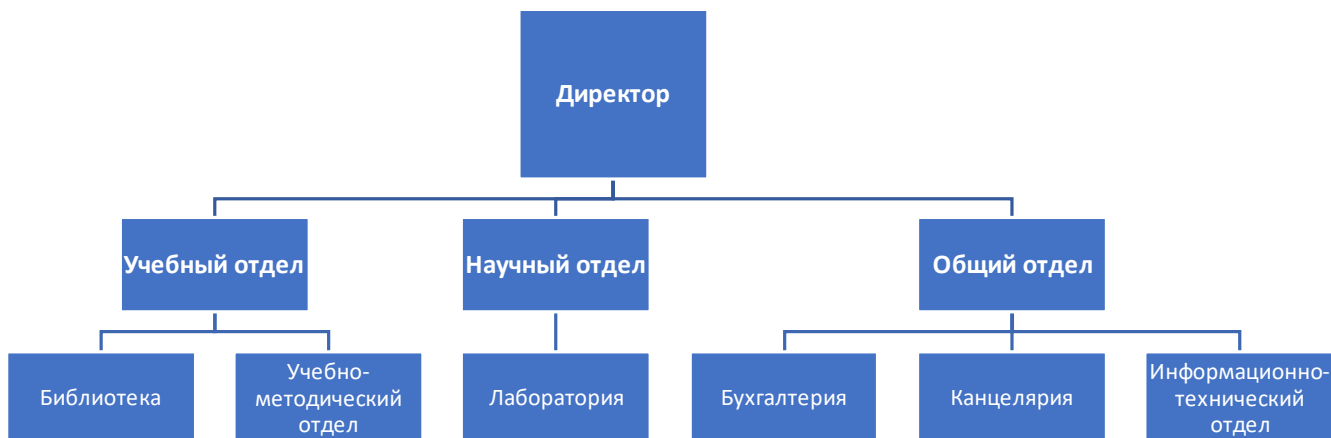 Директор
Учебный отдел
Научный отдел
Общий отдел
Библиотека
Учебно-
методический
отдел
Лаборатория
Бухгалтерия
Канцелярия
Информационно-
технический
отдел